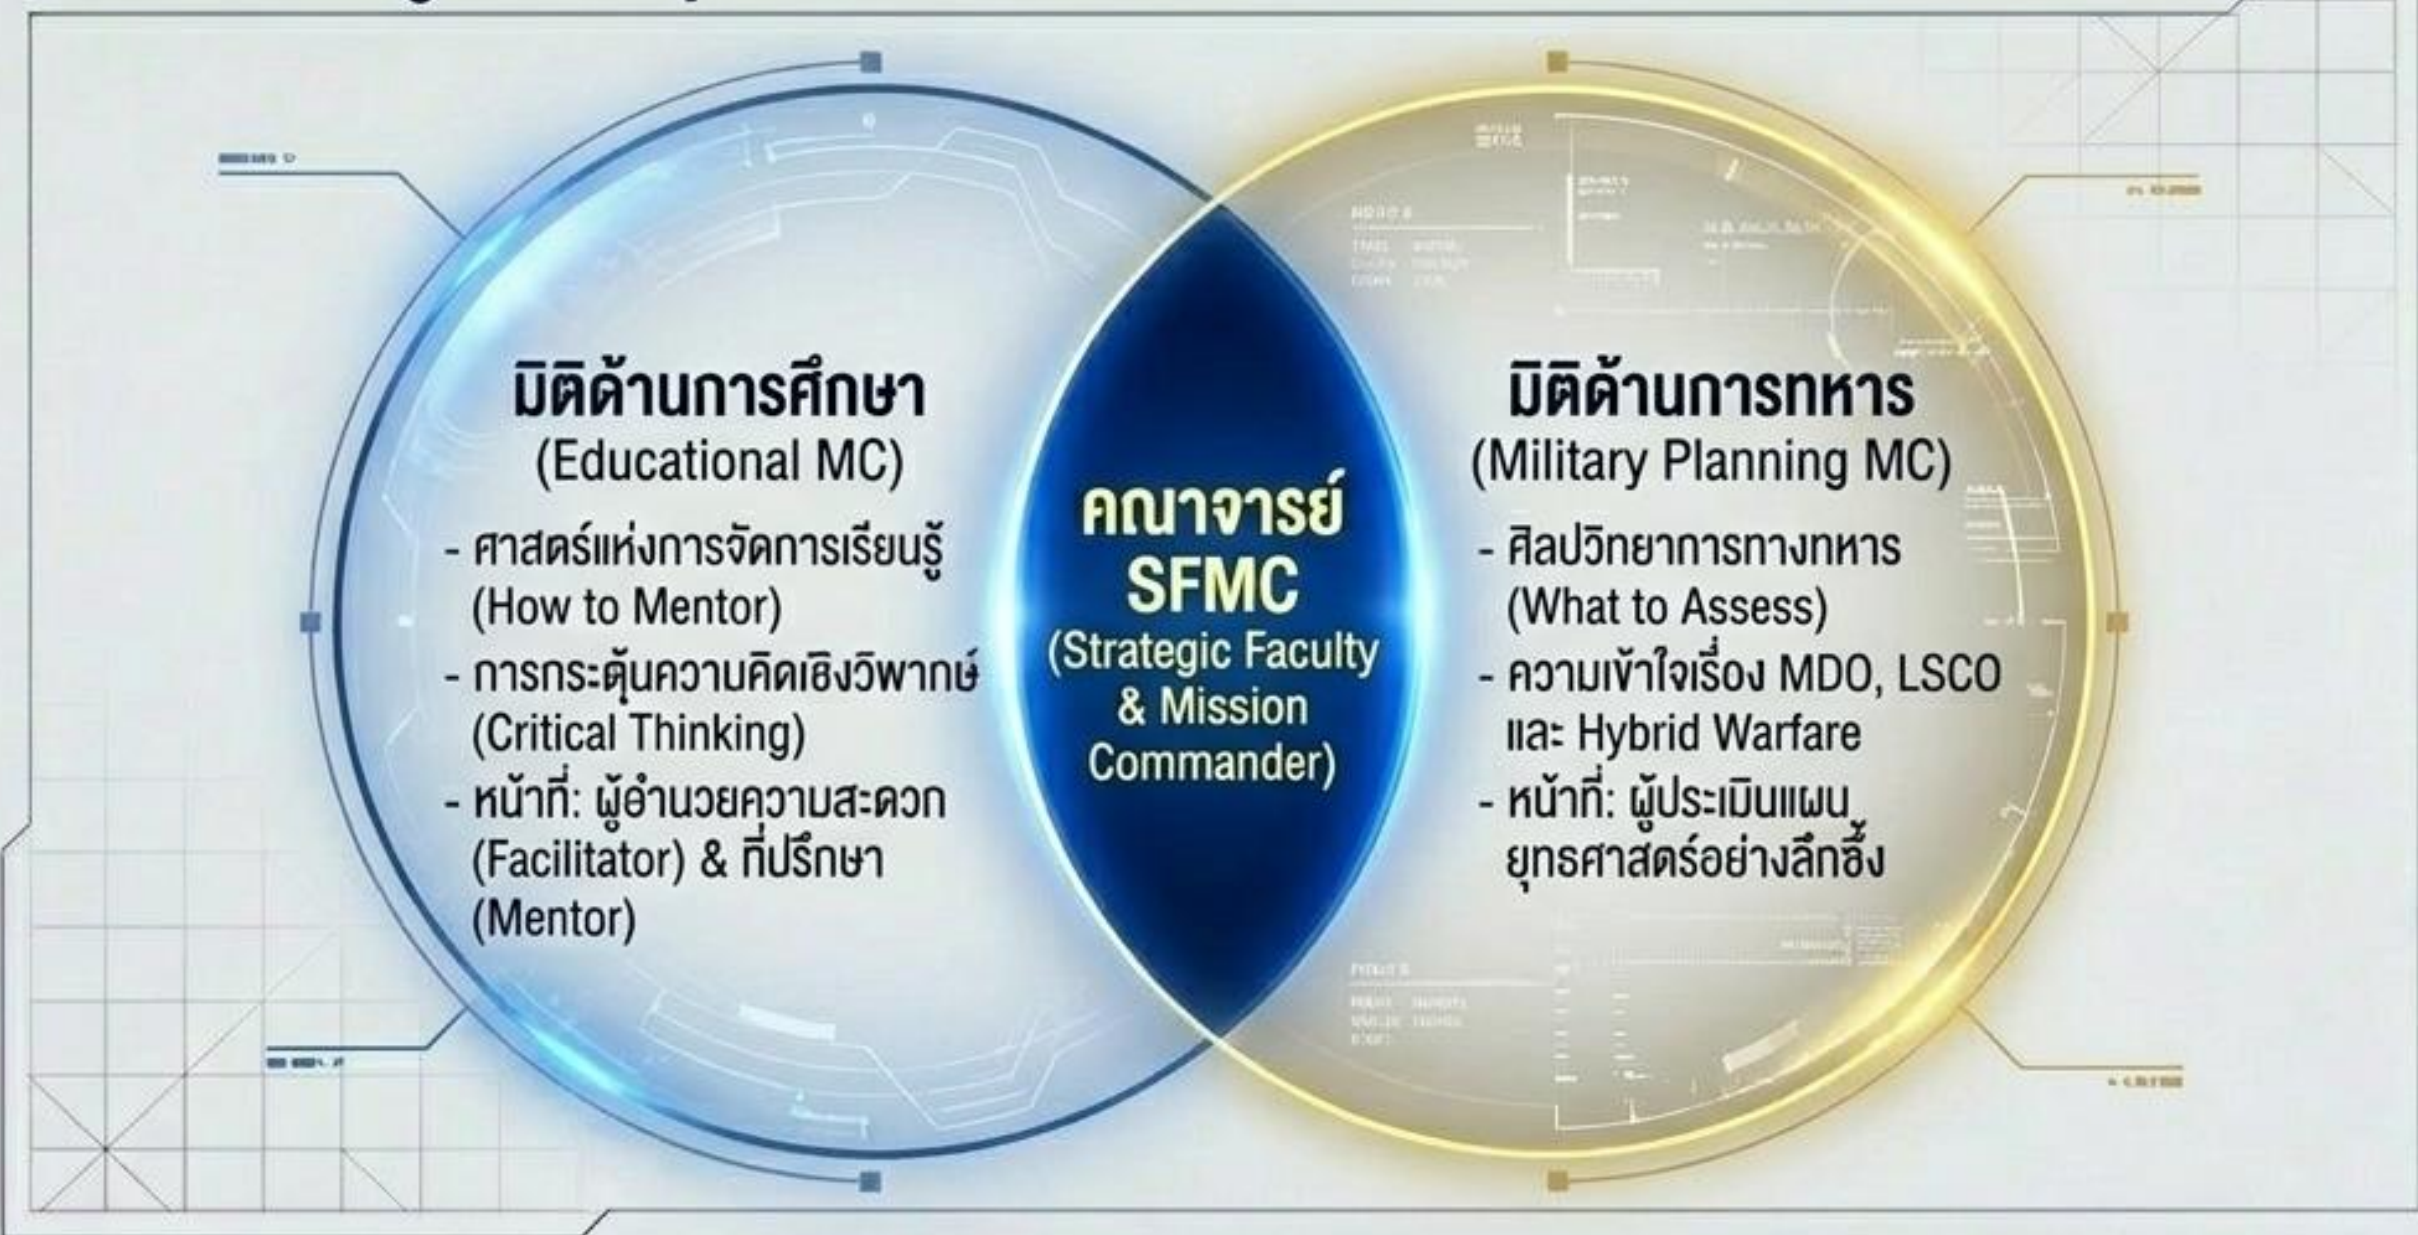 มิติด้านการศึกษา
(Educational MC)
- ศาสตร์แห่งการจัดการเรียนรู้
(How to Mentor)
- การกระตุ้นความคิดเชิงวิพากษ์
(Critical Thinking)
- หน้าที่: ผู้อำนวยความสะดวก
(Facilitator) & ที่ปรึกษา
(Mentor)
คณาจารย์
SFMC
(Strategic Faculty
& Mission
Commander)
มิติด้านการทหาร
(Military Planning MC)
- ศิลปวิทยาการทางทหาร
(What to Assess)
- ความเข้าใจเรื่อง MDO, LSCO
และ Hybrid Warfare
- หน้าที่: ผู้ประเมินแผน
ยุทธศาสตร์อย่างลึกซึ้ง